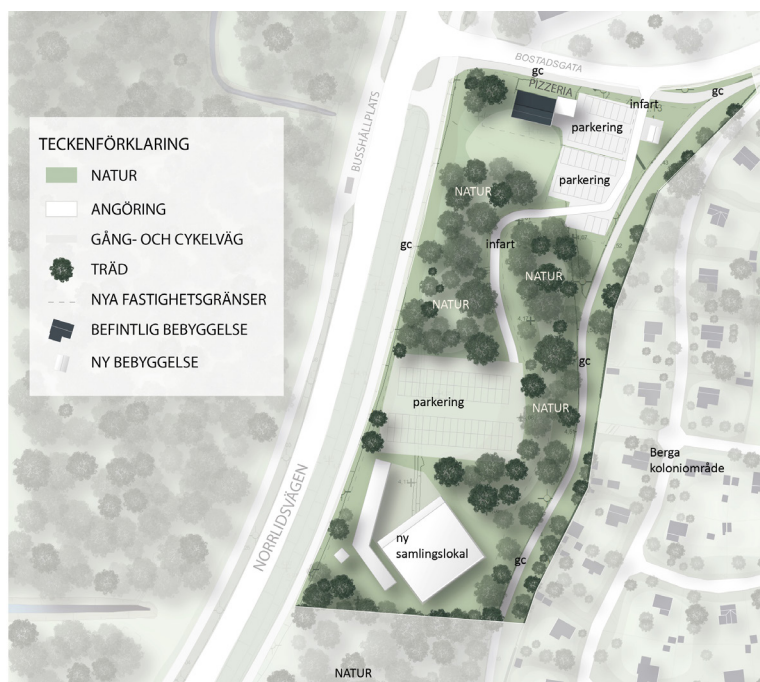 BOSTADSGATA
gc
PIZZERIA
gc
infart
parkering
BUSSHÅLLPLATS
TECKENFÖRKLARING
NATUR
ANGÖRING
GÅNG- OCH CYKELVÄG
TRÄD
NYA FASTIGHETSGRÄNSER
BEFINTLIG BEBYGGELSE
NY BEBYGGELSE
parkering
NATUR
gc
infart
NATUR
NATUR
gc
parkering
NATUR
Berga
koloniområde
NORRLIDSVÄGEN
ny
samlingslokal
gc
NATUR